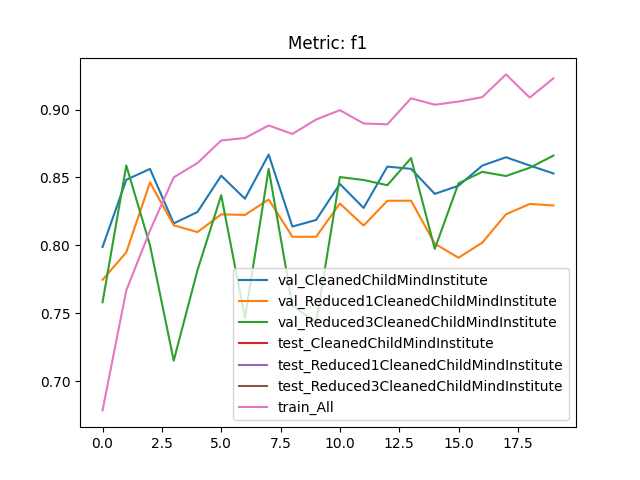 Metric: f1
0.90
0.85
0.80
0.75
0.70
val_CleanedChildMindInstitute
val_Reduced1CleanedChildMindInstitute
val_Reduced3CleanedChildMindInstitute
test_CleanedChildMindInstitute
test_Reduced1CleanedChildMindInstitute
test_Reduced3CleanedChildMindInstitute
train_All
0.0 2.5 5.0 7.5 10.0 12.5 15.0 17.5